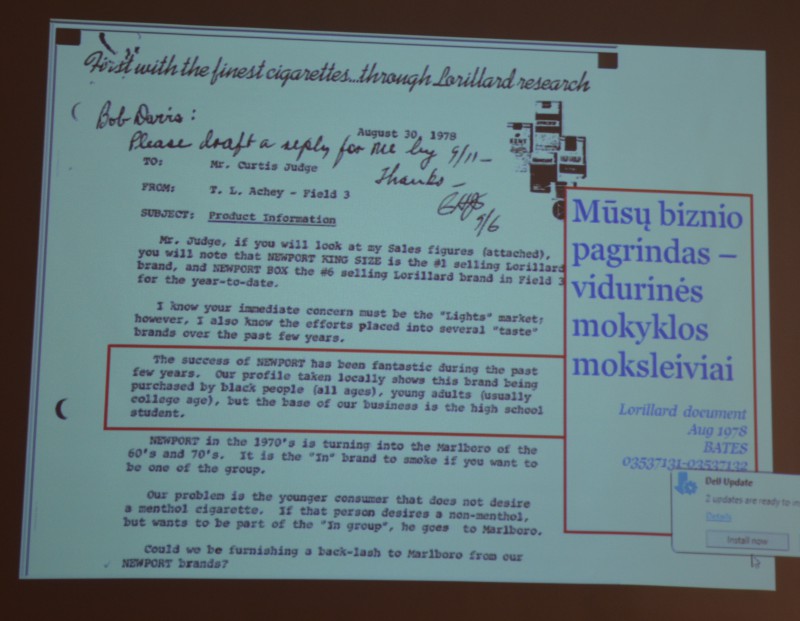 First with the finest cigarettes...through Lorillard research
Bob Davis:
Please draft a reply for me by 9/11—
Thanks—
9/6
August 30, 1978
TO: Mr. Curtis Judge
FROM: T. L. Achey - Field 3
SUBJECT: Product Information
Mr. Judge, if you will look at my Sales figures (attached),
you will note that NEWPORT KING SIZE is the #1 selling Lorillard
brand, and NEWPORT BOX the #6 selling Lorillard brand in Field 3
for the year-to-date.
I know your immediate concern must be the "Lights" market;
however, I also know the efforts placed into several "taste"
brands over the past few years.
The success of NEWPORT has been fantastic during the past
few years. Our profile taken locally shows this brand being
purchased by black people (all ages), young adults (usually
college age), but the base of our business is the high school
student.
NEWPORT in the 1970's is turning into the Marlboro of the
60's and 70's. It is the "In" brand to smoke if you want to
be one of the group.
Our problem is the younger consumer that does not desire
a menthol cigarette. If that person desires a non-menthol,
but wants to be part of the "In group", he goes to Marlboro.
Could we be furnishing a back-lash to Marlboro from our
NEWPORT brands?
KENT
Mūsų biznio
pagrindas –
vidurinės
mokyklos
moksleiviai
Lorillard document
Aug 1978
BATES
03537131-03537132
Dell Update
2 updates are ready to in
Details
Install now